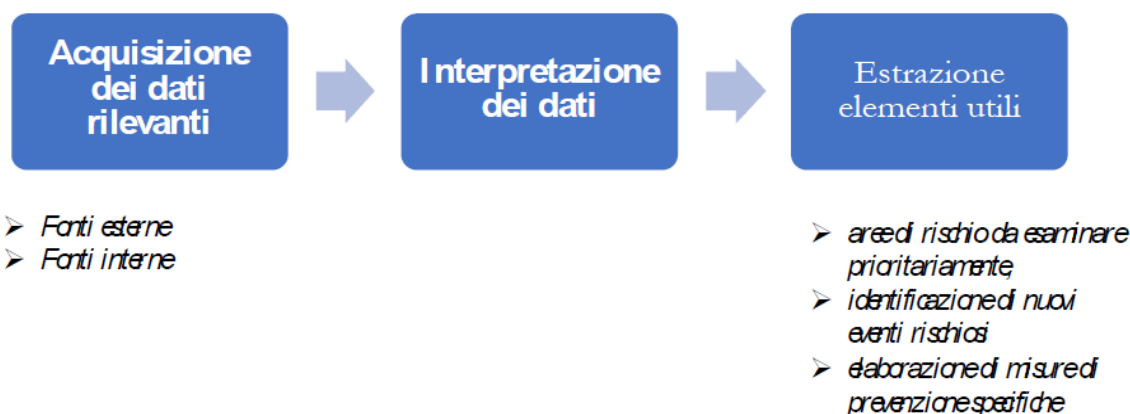 Acquisizione
dei dati
rilevanti
Interpretazione
dei dati
Estrazione
elementi utili
➢ Fonti esterne
➢ Fonti interne
➢ aree di rischio da esaminare
prioritariamente,
➢ identificazione di nuovi
eventi rischiosi
➢ elaborazione di misure di
prevenzione specifiche